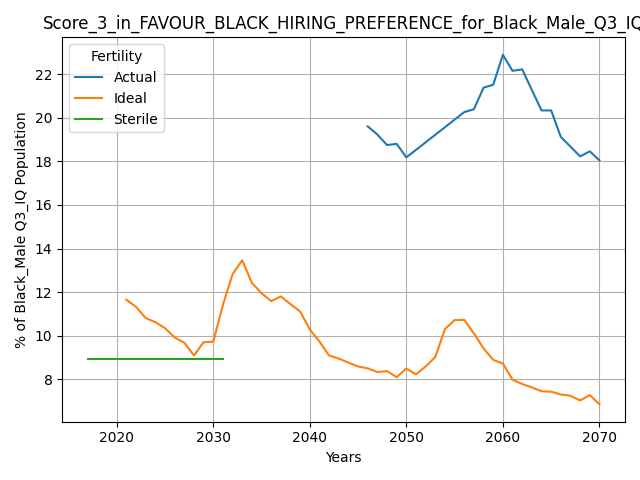 Score_3_in_FAVOUR_BLACK_HIRING_PREFERENCE_for_Black_Male_Q3_IQ
Fertility
Actual
Ideal
Sterile
% of Black_Male Q3_IQ Population
22
20
18
16
14
12
10
8
2020 2030 2040 2050 2060 2070
Years